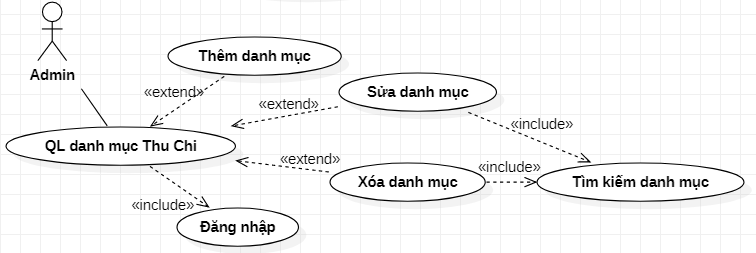 Admin
Thêm danh mục
«extend»
Sửa danh mục
«extend»
«include»
QL danh mục Thu Chi
«extend»
«include»
Xóa danh mục
Tìm kiếm danh mục
«include»
Đăng nhập